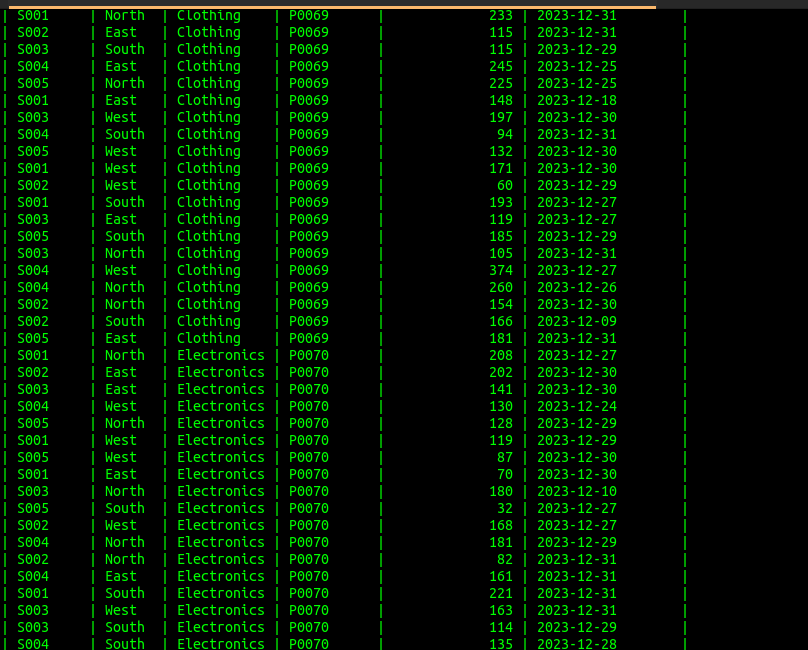 | S001 | North | Clothing | P0069 | 233 | 2023-12-31 |
| S002 | East | Clothing | P0069 | 115 | 2023-12-31 |
| S003 | South | Clothing | P0069 | 115 | 2023-12-29 |
| S004 | East | Clothing | P0069 | 245 | 2023-12-25 |
| S005 | North | Clothing | P0069 | 225 | 2023-12-25 |
| S001 | East | Clothing | P0069 | 148 | 2023-12-18 |
| S003 | West | Clothing | P0069 | 197 | 2023-12-30 |
| S004 | South | Clothing | P0069 | 94 | 2023-12-31 |
| S005 | West | Clothing | P0069 | 132 | 2023-12-30 |
| S001 | West | Clothing | P0069 | 171 | 2023-12-30 |
| S002 | West | Clothing | P0069 | 60 | 2023-12-29 |
| S001 | South | Clothing | P0069 | 193 | 2023-12-27 |
| S003 | East | Clothing | P0069 | 119 | 2023-12-27 |
| S005 | South | Clothing | P0069 | 185 | 2023-12-29 |
| S003 | North | Clothing | P0069 | 105 | 2023-12-31 |
| S004 | West | Clothing | P0069 | 374 | 2023-12-27 |
| S004 | North | Clothing | P0069 | 260 | 2023-12-26 |
| S002 | North | Clothing | P0069 | 154 | 2023-12-30 |
| S002 | South | Clothing | P0069 | 166 | 2023-12-09 |
| S005 | East | Clothing | P0069 | 181 | 2023-12-31 |
| S001 | North | Electronics | P0070 | 208 | 2023-12-27 |
| S002 | East | Electronics | P0070 | 202 | 2023-12-30 |
| S003 | East | Electronics | P0070 | 141 | 2023-12-30 |
| S004 | West | Electronics | P0070 | 130 | 2023-12-24 |
| S005 | North | Electronics | P0070 | 128 | 2023-12-29 |
| S001 | West | Electronics | P0070 | 119 | 2023-12-29 |
| S005 | West | Electronics | P0070 | 87 | 2023-12-30 |
| S001 | East | Electronics | P0070 | 70 | 2023-12-30 |
| S003 | North | Electronics | P0070 | 180 | 2023-12-10 |
| S005 | South | Electronics | P0070 | 32 | 2023-12-27 |
| S002 | West | Electronics | P0070 | 168 | 2023-12-27 |
| S004 | North | Electronics | P0070 | 181 | 2023-12-29 |
| S002 | North | Electronics | P0070 | 82 | 2023-12-31 |
| S004 | East | Electronics | P0070 | 161 | 2023-12-31 |
| S001 | South | Electronics | P0070 | 221 | 2023-12-31 |
| S003 | West | Electronics | P0070 | 163 | 2023-12-31 |
| S003 | South | Electronics | P0070 | 114 | 2023-12-29 |
| S004 | South | Electronics | P0070 | 135 | 2023-12-28 |